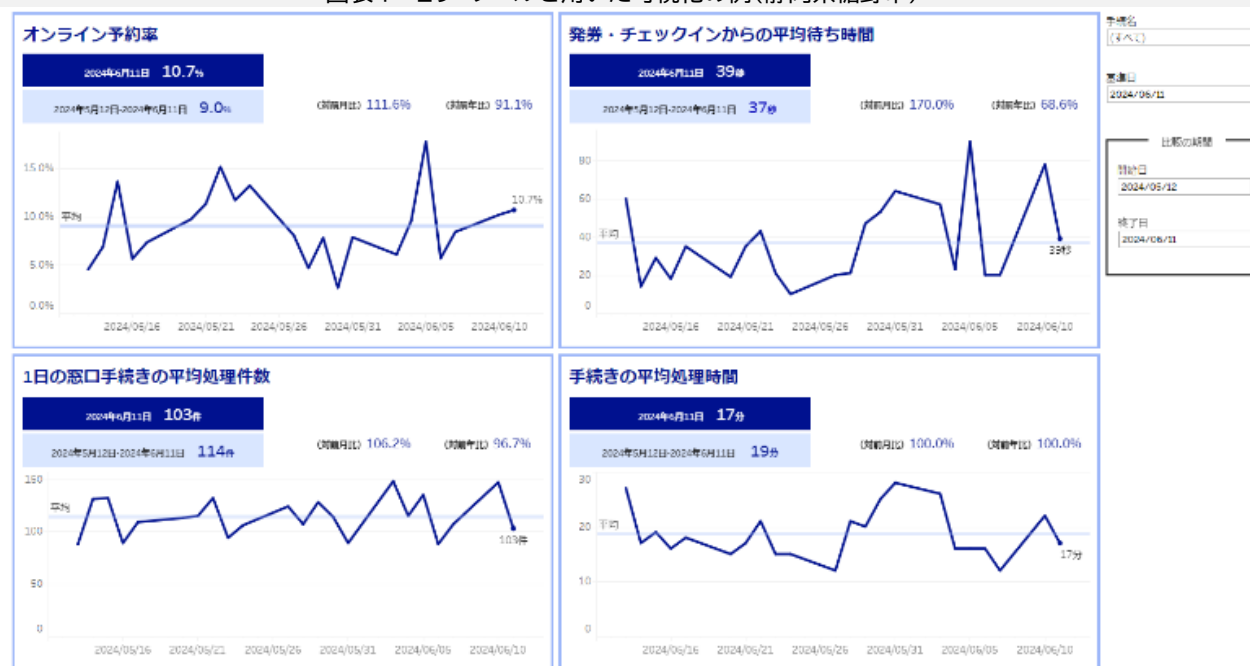 オンライン予約率
2024年6月11日 10.7%
2024年5月12日-2024年6月11日 9.0%
(対前月比) 111.6% (対前年比) 91.1%
15.0%
10.0%
5.0%
0.0%
平均
10.7%
2024/05/16 2024/05/21 2024/05/26 2024/05/31 2024/06/05 2024/06/10
発券・チェックインからの平均待ち時間
2024年6月11日 39秒
2024年5月12日-2024年6月11日 37秒
(対前月比) 170.0% (対前年比) 68.6%
80
60
40
20
0
平均
39秒
2024/05/16 2024/05/21 2024/05/26 2024/05/31 2024/06/05 2024/06/10
手続名
(すべて)
基準日
2024/06/11
比較の期間
開始日
2024/05/12
終了日
2024/06/11
1日の窓口手続きの平均処理件数
2024年6月11日 103件
2024年5月12日-2024年6月11日 114件
(対前月比) 106.2% (対前年比) 96.7%
150
100
50
0
平均
103件
2024/05/16 2024/05/21 2024/05/26 2024/05/31 2024/06/05 2024/06/10
手続きの平均処理時間
2024年6月11日 17分
2024年5月12日-2024年6月11日 19分
(対前月比) 100.0% (対前年比) 100.0%
30
20
10
0
平均
17分
2024/05/16 2024/05/21 2024/05/26 2024/05/31 2024/06/05 2024/06/10